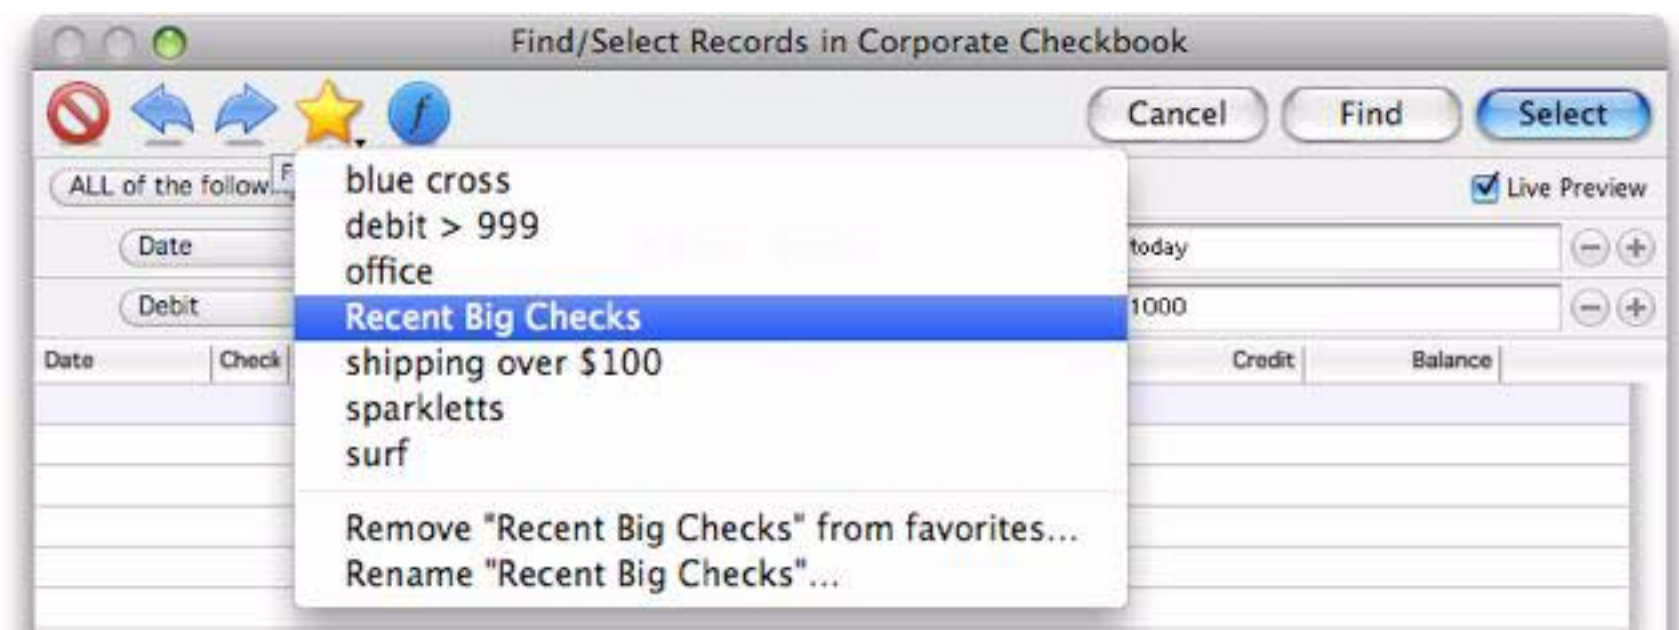 Find/Select Records in Corporate Checkbook
Cancel Find Select
ALL of the follow
Live Preview
Date today
Debit 1000
Date Check Credit Balance
blue cross
debit > 999
office
Recent Big Checks
shipping over $100
sparkletts
surf
Remove "Recent Big Checks" from favorites...
Rename "Recent Big Checks"...